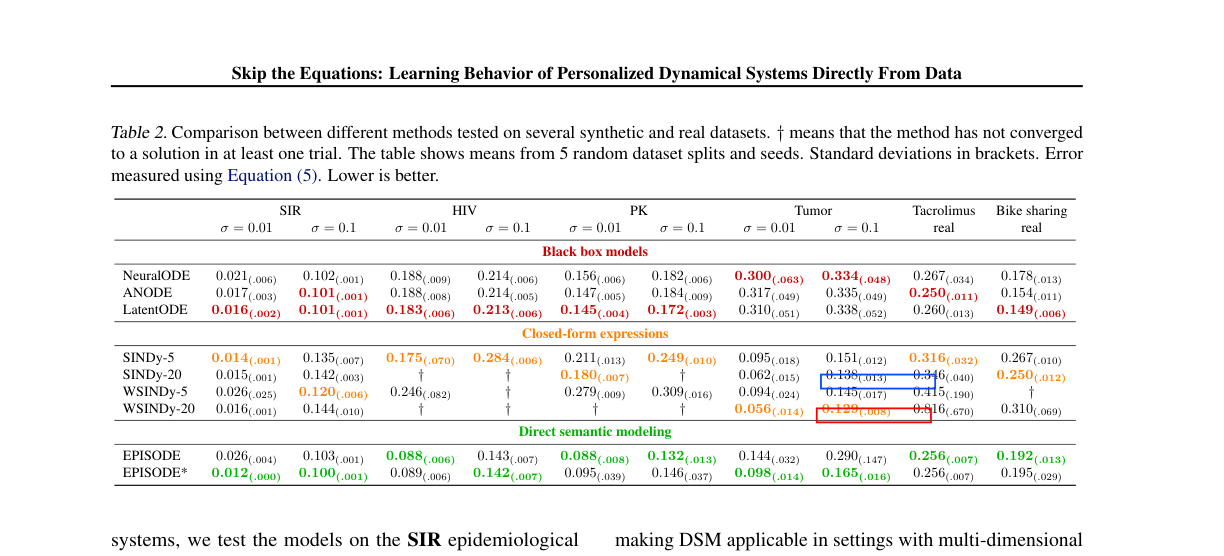 Skip the Equations: Learning Behavior of Personalized Dynamical Systems Directly From Data
Table 2. Comparison between different methods tested on several synthetic and real datasets. † means that the method has not converged
to a solution in at least one trial. The table shows means from 5 random dataset splits and seeds. Standard deviations in brackets. Error
measured using Equation (5). Lower is better.
SIR HIV PK Tumor Tacrolimus Bike sharing
σ = 0.01 σ = 0.1 σ = 0.01 σ = 0.1 σ = 0.01 σ = 0.1 σ = 0.01 σ = 0.1 real real
Black box models
NeuralODE 0.021(.006) 0.102(.001) 0.188(.009) 0.214(.006) 0.156(.006) 0.182(.006) 0.300(.063) 0.334(.048) 0.267(.034) 0.178(.013)
ANODE 0.017(.003) 0.101(.001) 0.188(.008) 0.214(.005) 0.147(.005) 0.184(.009) 0.317(.049) 0.335(.049) 0.250(.011) 0.154(.011)
LatentODE 0.016(.002) 0.101(.001) 0.183(.006) 0.213(.006) 0.145(.004) 0.172(.003) 0.310(.051) 0.338(.052) 0.260(.013) 0.149(.006)
Closed-form expressions
SINDy-5 0.014(.001) 0.135(.007) 0.175(.070) 0.284(.006) 0.211(.013) 0.249(.010) 0.095(.018) 0.151(.012) 0.316(.032) 0.267(.010)
SINDy-20 0.015(.001) 0.142(.003) † † 0.180(.007) † 0.062(.015) 0.138(.013) 0.346(.040) 0.250(.012)
WSINDy-5 0.026(.025) 0.120(.006) 0.246(.082) † 0.279(.009) 0.309(.016) 0.094(.024) 0.145(.017) 0.415(.190) †
WSINDy-20 0.016(.001) 0.144(.010) † † † † 0.056(.014) 0.129(.008) 0.816(.670) 0.310(.069)
Direct semantic modeling
EPISODE 0.026(.004) 0.103(.001) 0.088(.006) 0.143(.007) 0.088(.008) 0.132(.013) 0.144(.032) 0.290(.147) 0.256(.007) 0.192(.013)
EPISODE* 0.012(.000) 0.100(.001) 0.089(.006) 0.142(.007) 0.095(.039) 0.146(.037) 0.098(.014) 0.165(.016) 0.256(.007) 0.195(.029)
systems, we test the models on the SIR epidemiological
making DSM applicable in settings with multi-dimensional